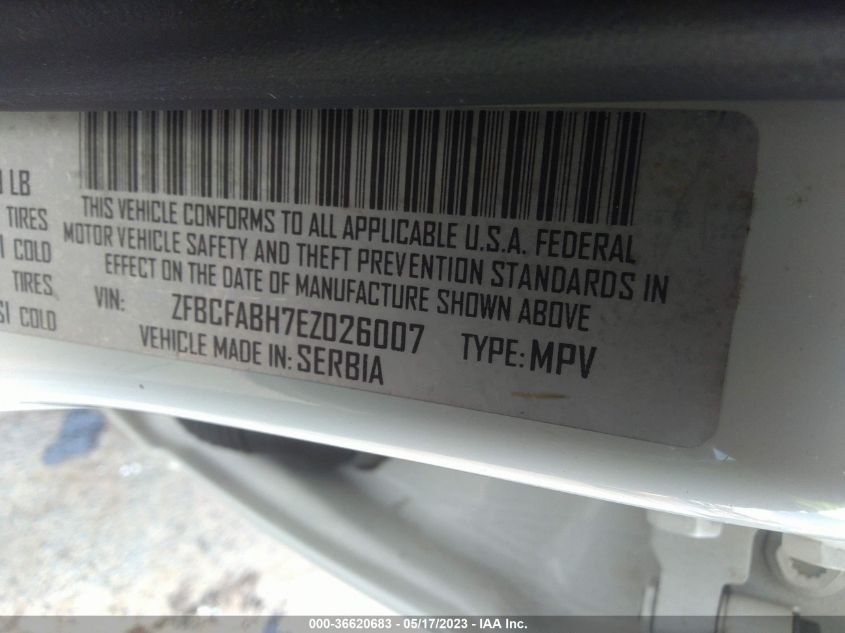 LB
TIRES
COLD
TIRES
COLD
THIS VEHICLE CONFORMS TO ALL APPLICABLE U.S.A. FEDERAL
MOTOR VEHICLE SAFETY AND THEFT PREVENTION STANDARDS IN
EFFECT ON THE DATE OF MANUFACTURE SHOWN ABOVE
VIN: ZFBCFABH7EZ026007 TYPE: MPV
VEHICLE MADE IN: SERBIA
000-36620683 - 05/17/2023 - IAA Inc.